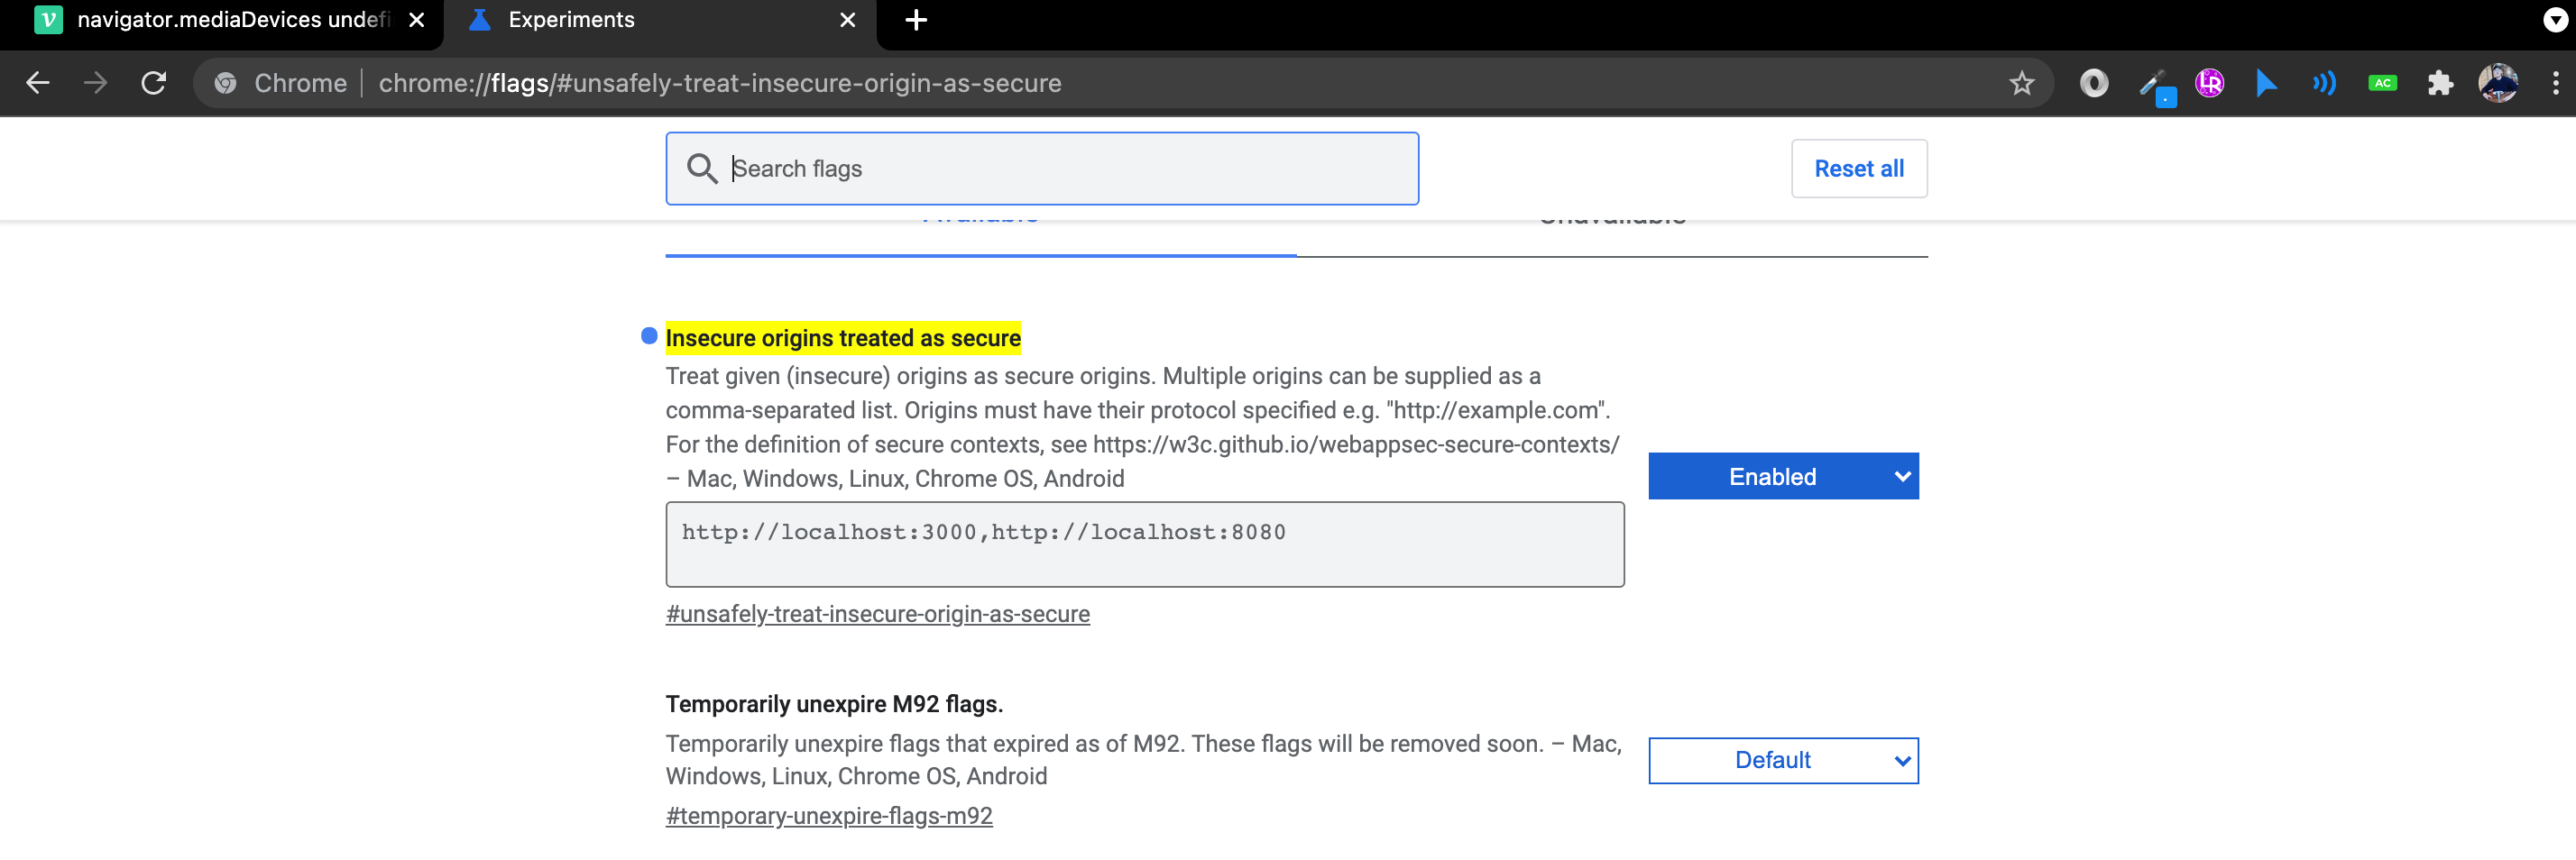 navigator.mediaDevices undefi
Experiments
Chrome
chrome://flags/#unsafely-treat-insecure-origin-as-secure
AC
Search flags
Reset all
Available
Unavailable
Insecure origins treated as secure
Treat given (insecure) origins as secure origins. Multiple origins can be supplied as a
comma-separated list. Origins must have their protocol specified e.g. "http://example.com".
For the definition of secure contexts, see https://w3c.github.io/webappsec-secure-contexts/
– Mac, Windows, Linux, Chrome OS, Android
Enabled
http://localhost:3000,http://localhost:8080
#unsafely-treat-insecure-origin-as-secure
Temporarily unexpire M92 flags.
Temporarily unexpire flags that expired as of M92. These flags will be removed soon. – Mac,
Windows, Linux, Chrome OS, Android
Default
#temporary-unexpire-flags-m92